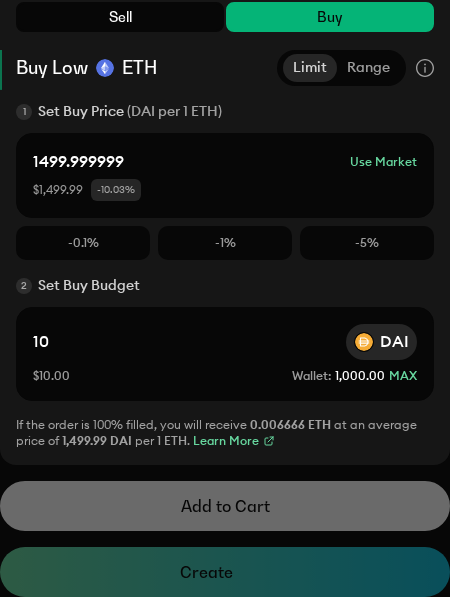 Sell
Buy
Buy Low ETH
Limit
Range
1 Set Buy Price (DAI per 1 ETH)
1499.999999
Use Market
$1,499.99
-10.03%
-0.1%
-1%
-5%
2 Set Buy Budget
10
DAI
$10.00
Wallet: 1,000.00 MAX
If the order is 100% filled, you will receive 0.006666 ETH at an average
price of 1,499.99 DAI per 1 ETH. Learn More
Add to Cart
Create